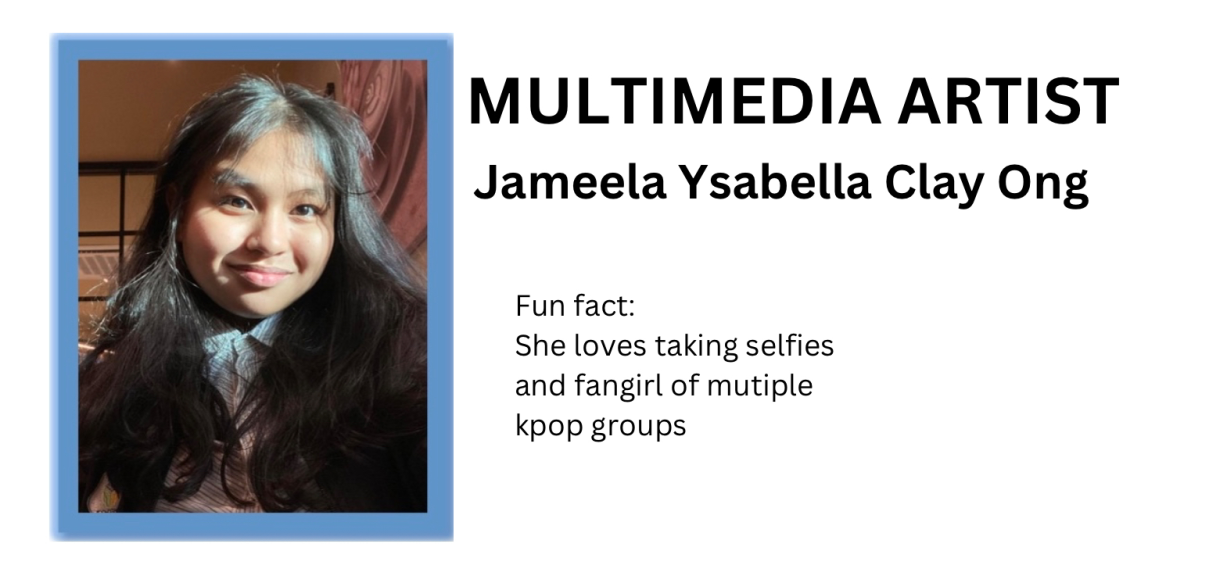 MULTIMEDIA ARTIST
Jameela Ysabella Clay Ong
Fun fact:
She loves taking selfies
and fangirl of mutiple
kpop groups